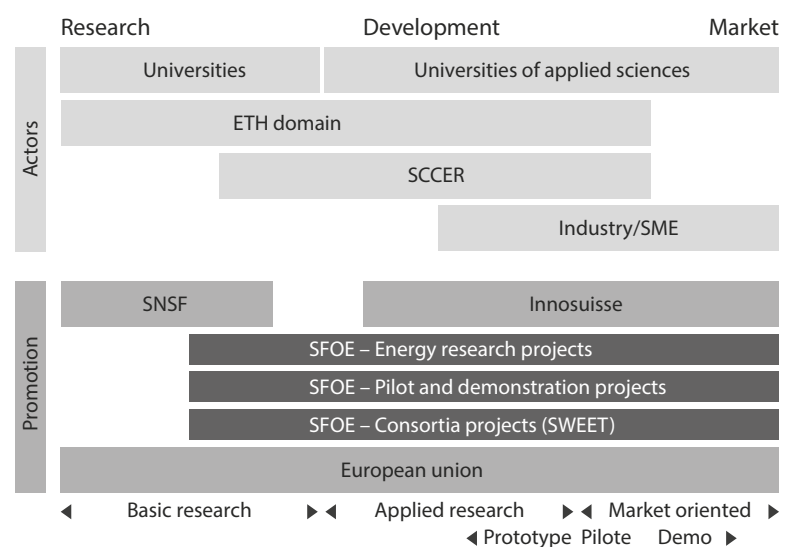 Research Development Market
Actors
Universities Universities of applied sciences
ETH domain
SCCER
Industry/SME
Promotion
SNSF Innosuisse
SFOE – Energy research projects
SFOE – Pilot and demonstration projects
SFOE – Consortia projects (SWEET)
European union
Basic research Applied research Market oriented
Prototype Pilote Demo